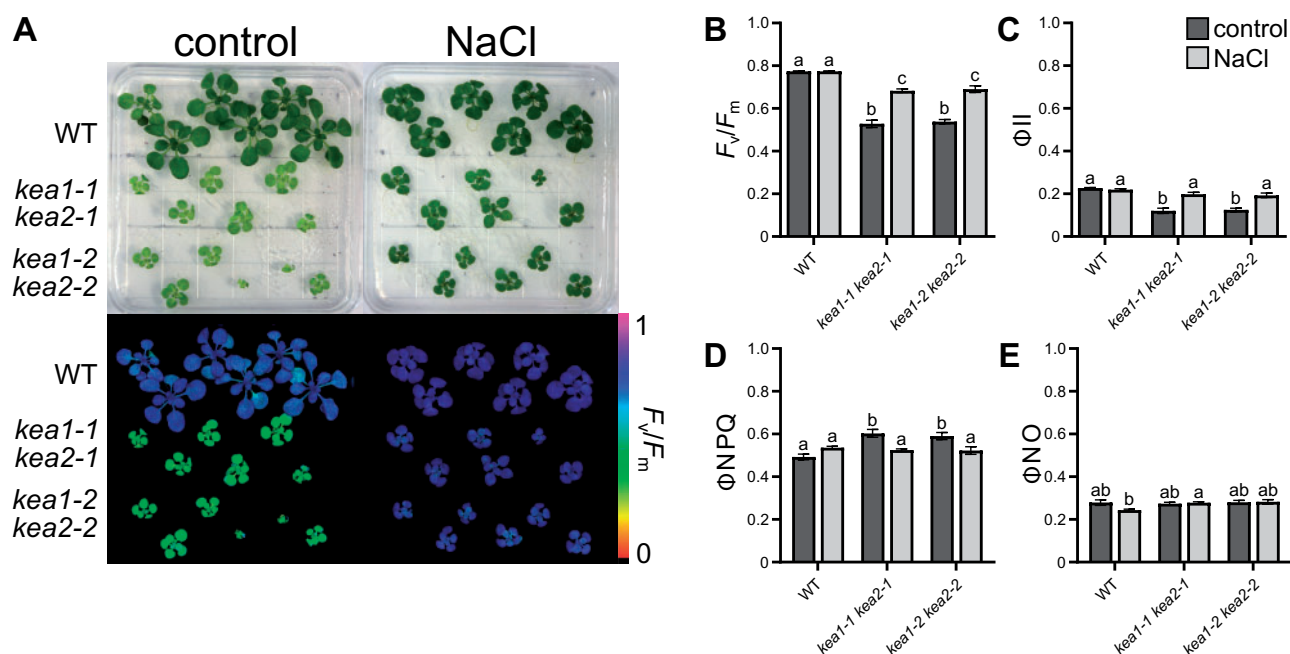 A
control
NaCl
WT
kea1-1
kea2-1
kea1-2
kea2-2
WT
kea1-1
kea2-1
kea1-2
kea2-2
1
Fv/Fm
0
B
1.0
0.8
0.6
0.4
0.2
0
Fv/Fm
a a b c b c
WT
kea1-1 kea2-1
kea1-2 kea2-2
C
control
NaCl
1.0
0.8
0.6
0.4
0.2
0
ΦII
a a b a b a
WT
kea1-1 kea2-1
kea1-2 kea2-2
D
1.0
0.8
0.6
0.4
0.2
0
ΦNPQ
a a b a b a
WT
kea1-1 kea2-1
kea1-2 kea2-2
E
1.0
0.8
0.6
0.4
0.2
0
ΦNO
ab b ab a ab ab
WT
kea1-1 kea2-1
kea1-2 kea2-2